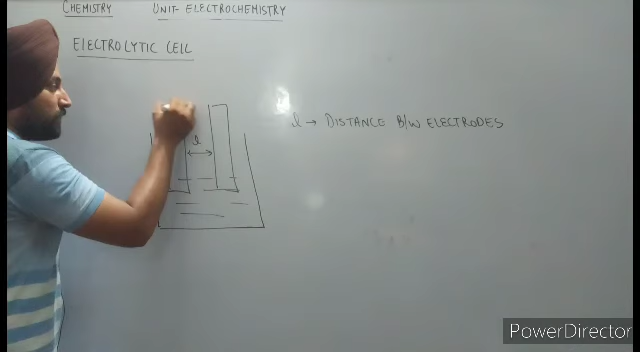 CHEMISTRY UNIT- ELECTROCHEMISTRY
ELECTROLYTIC CELL
l → DISTANCE B/W ELECTRODES
l
PowerDirector